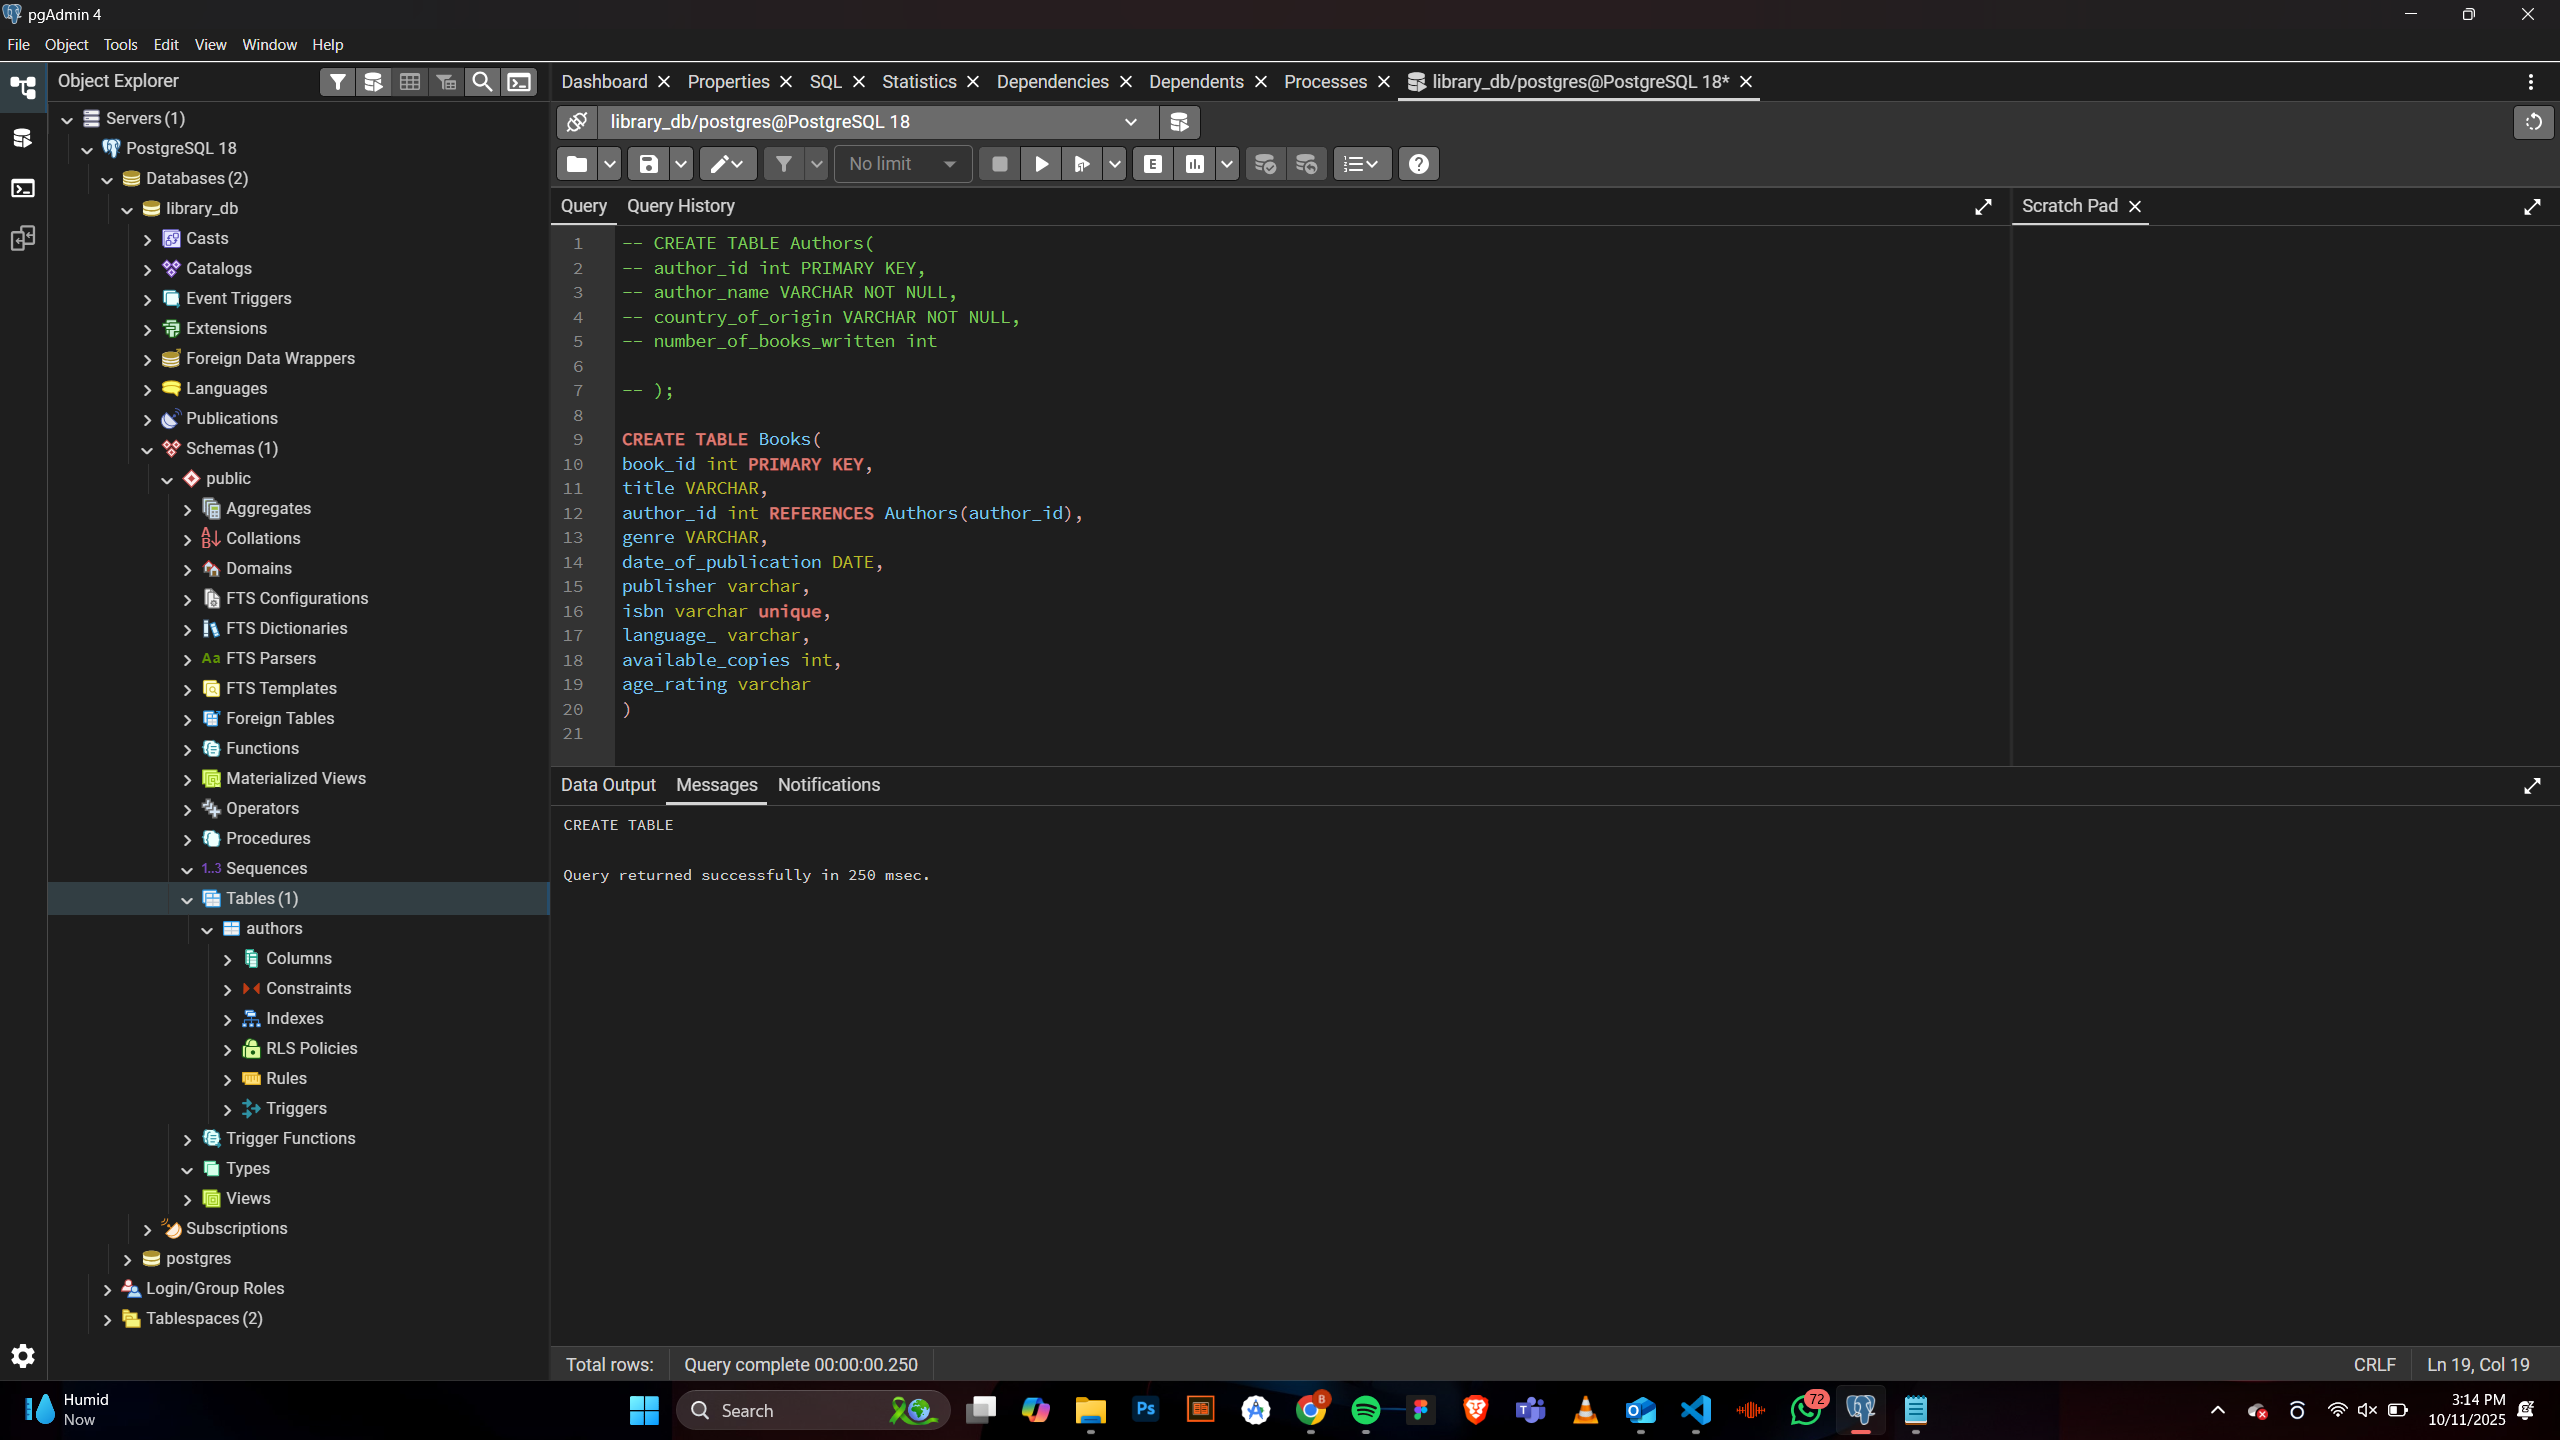 pgAdmin 4
File Object Tools Edit View Window Help
Object Explorer
Dashboard Properties SQL Statistics Dependencies Dependents Processes library_db/postgres@PostgreSQL 18*
Servers (1)
PostgreSQL 18
Databases (2)
library_db
Casts
Catalogs
Event Triggers
Extensions
Foreign Data Wrappers
Languages
Publications
Schemas (1)
public
Aggregates
Collations
Domains
FTS Configurations
FTS Dictionaries
Aa FTS Parsers
FTS Templates
Foreign Tables
Functions
Materialized Views
Operators
Procedures
1..3 Sequences
Tables (1)
authors
Columns
Constraints
Indexes
RLS Policies
Rules
Triggers
Trigger Functions
Types
Views
Subscriptions
postgres
Login/Group Roles
Tablespaces (2)
library_db/postgres@PostgreSQL 18
No limit E
Query Query History
Scratch Pad
1 -- CREATE TABLE Authors(
2 -- author_id int PRIMARY KEY,
3 -- author_name VARCHAR NOT NULL,
4 -- country_of_origin VARCHAR NOT NULL,
5 -- number_of_books_written int
6
7 -- );
8
9 CREATE TABLE Books(
10 book_id int PRIMARY KEY,
11 title VARCHAR,
12 author_id int REFERENCES Authors(author_id),
13 genre VARCHAR,
14 date_of_publication DATE,
15 publisher varchar,
16 isbn varchar unique,
17 language_ varchar,
18 available_copies int,
19 age_rating varchar
20 )
21
Data Output Messages Notifications
CREATE TABLE
Query returned successfully in 250 msec.
Total rows: Query complete 00:00:00.250 CRLF Ln 19, Col 19
Humid
Now
Search
Ps
B
72
3:14 PM
10/11/2025